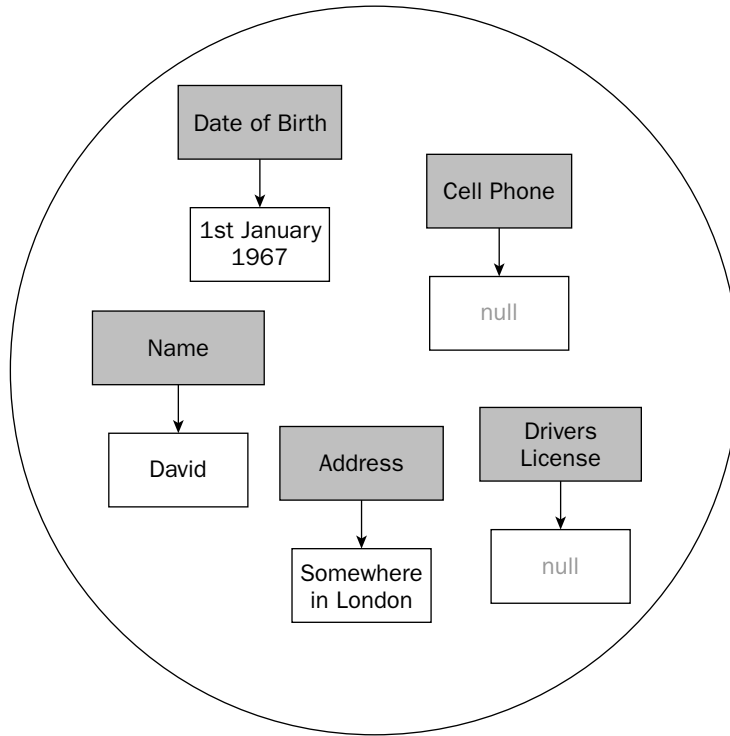 Date of Birth
1st January
1967
Cell Phone
null
Name
David
Address
Somewhere
in London
Drivers
License
null